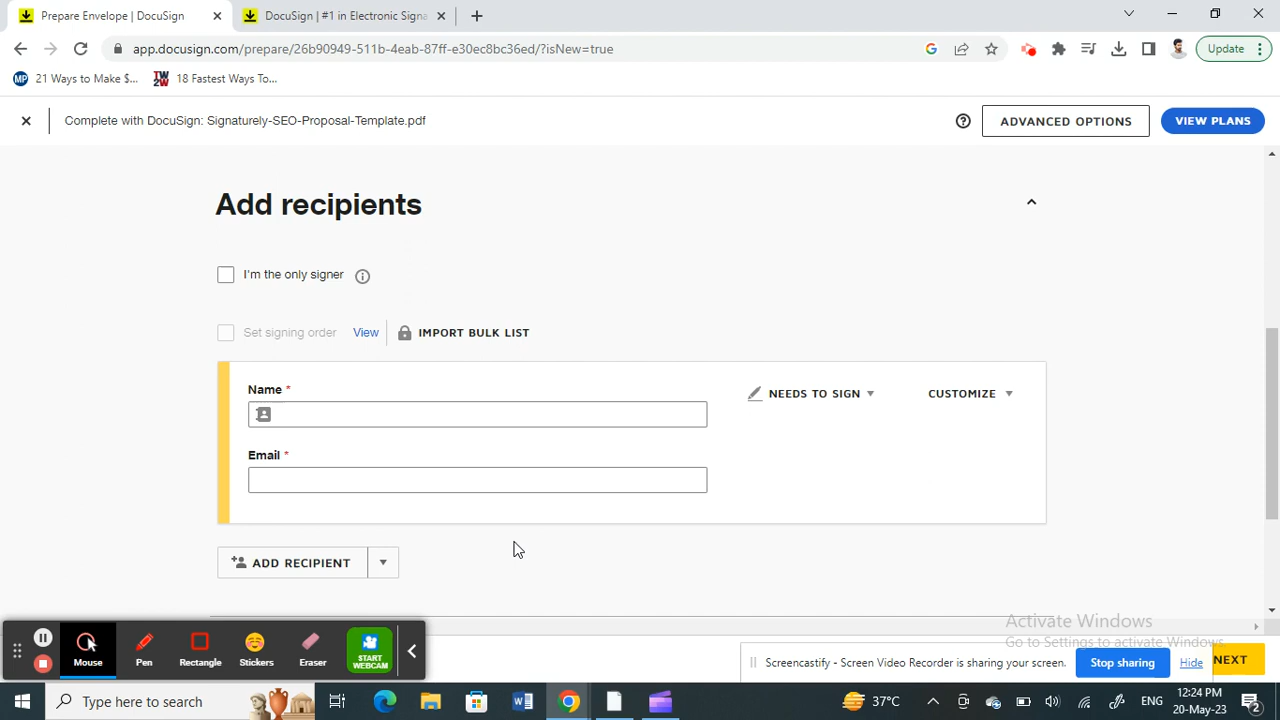 Prepare Envelope | DocuSign
DocuSign | #1 in Electronic Signa
app.docusign.com/prepare/26b90949-511b-4eab-87ff-e30ec8bc36ed/?isNew=true
Update
MP 21 Ways to Make $... TW2W 18 Fastest Ways To...
Complete with DocuSign: Signaturely-SEO-Proposal-Template.pdf
ADVANCED OPTIONS
VIEW PLANS
Add recipients
I'm the only signer
Set signing order View IMPORT BULK LIST
Name *
NEEDS TO SIGN
CUSTOMIZE
Email *
ADD RECIPIENT
Activate Windows
Go to Settings to activate Windows.
Mouse Pen Rectangle Stickers Eraser START WEBCAM
Screencastify - Screen Video Recorder is sharing your screen. Stop sharing Hide
NEXT
Type here to search
37°C
ENG
12:24 PM
20-May-23
2